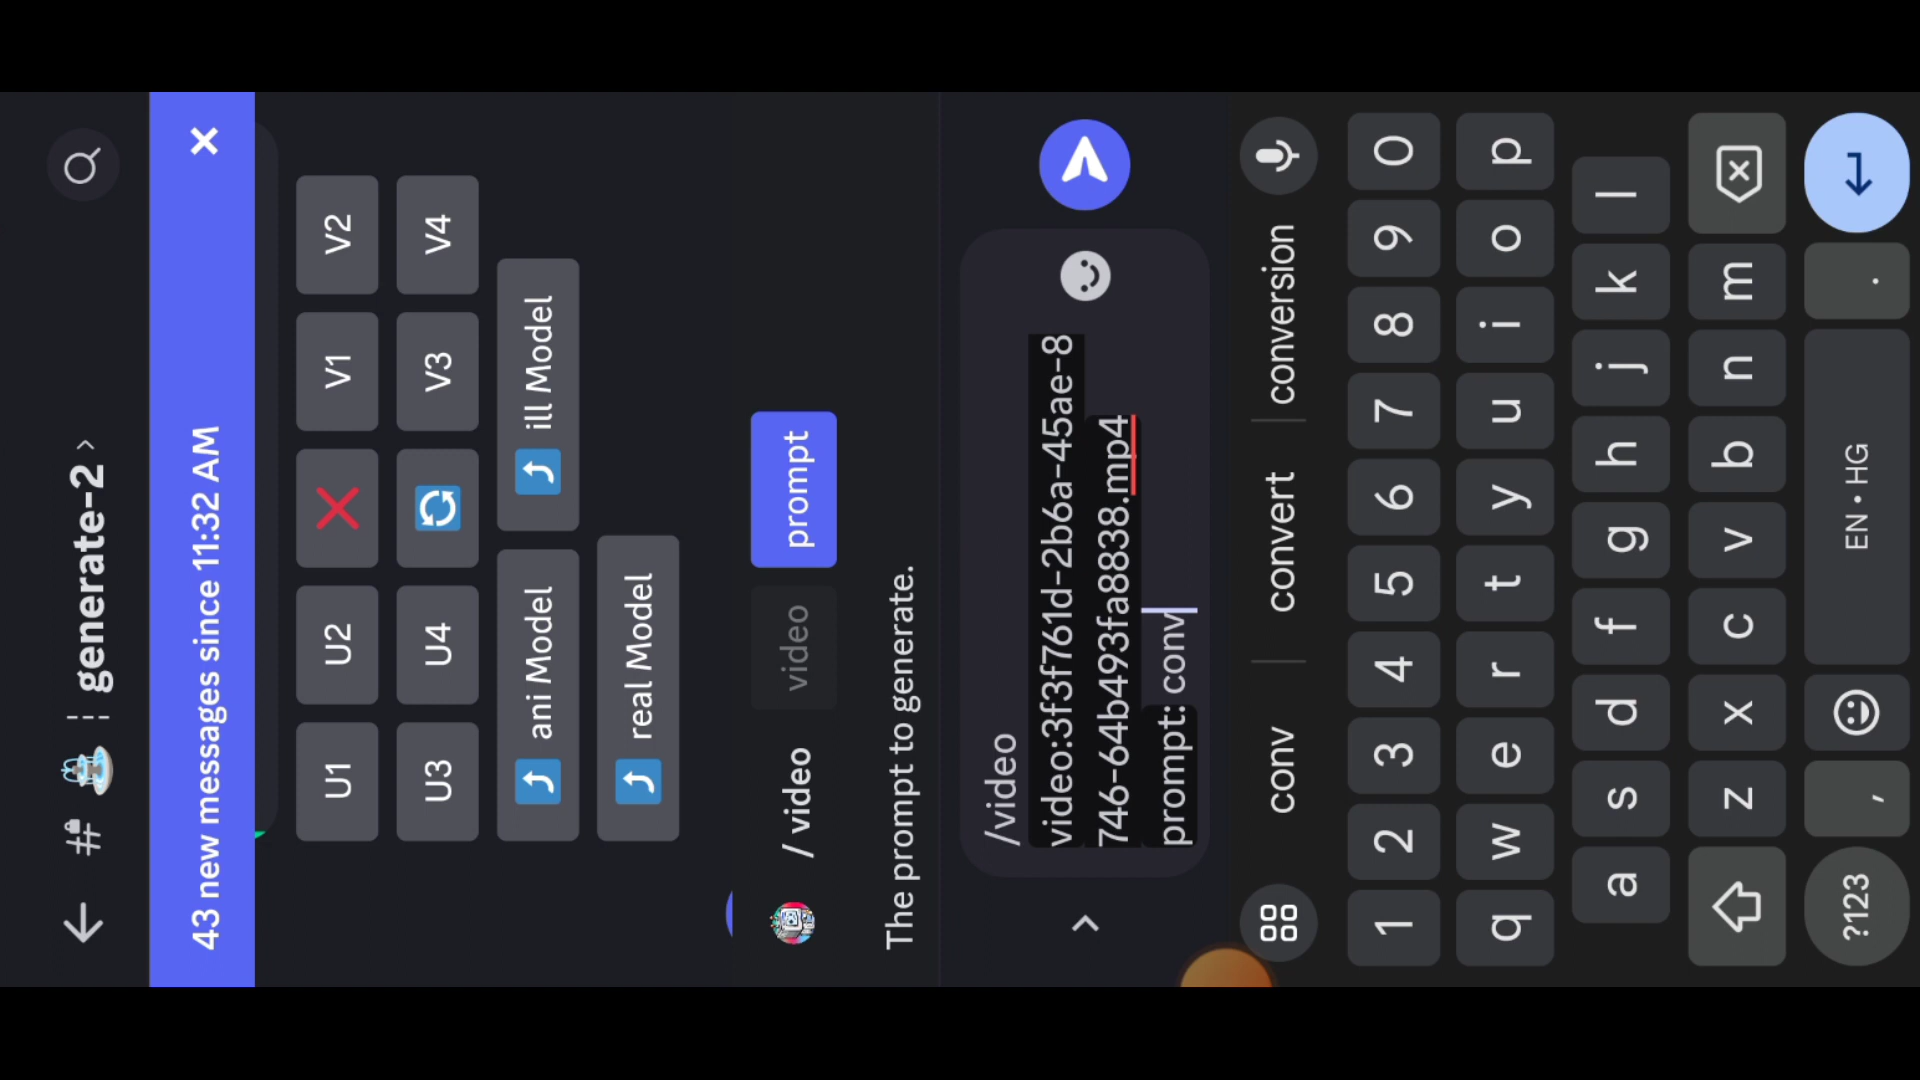 generate-2 >
43 new messages since 11:32 AM
U1 U2 V1 V2
U3 U4 V3 V4
ani Model ill Model
real Model
/ video video prompt
The prompt to generate.
/video
video:3f3f761d-2b6a-45ae-8
746-64b493fa8838.mp4
prompt: conv
conv convert conversion
1 2 3 4 5 6 7 8 9 0
q w e r t y u i o p
a s d f g h j k l
z x c v b n m
?123 , EN • HG .